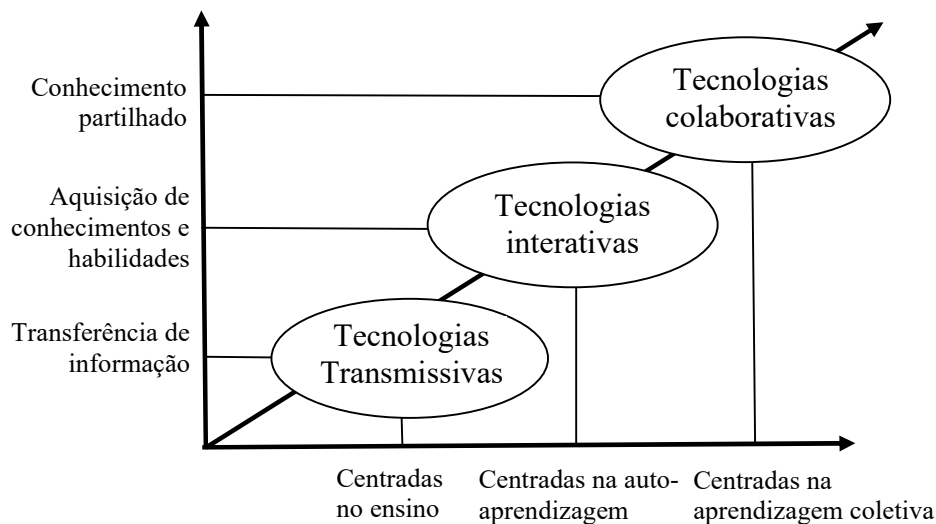 Conhecimento
partilhado
Tecnologias
colaborativas
Aquisição de
conhecimentos e
habilidades
Tecnologias
interativas
Transferência de
informação
Tecnologias
Transmissivas
Centradas
no ensino
Centradas na auto-
aprendizagem
Centradas na
aprendizagem coletiva